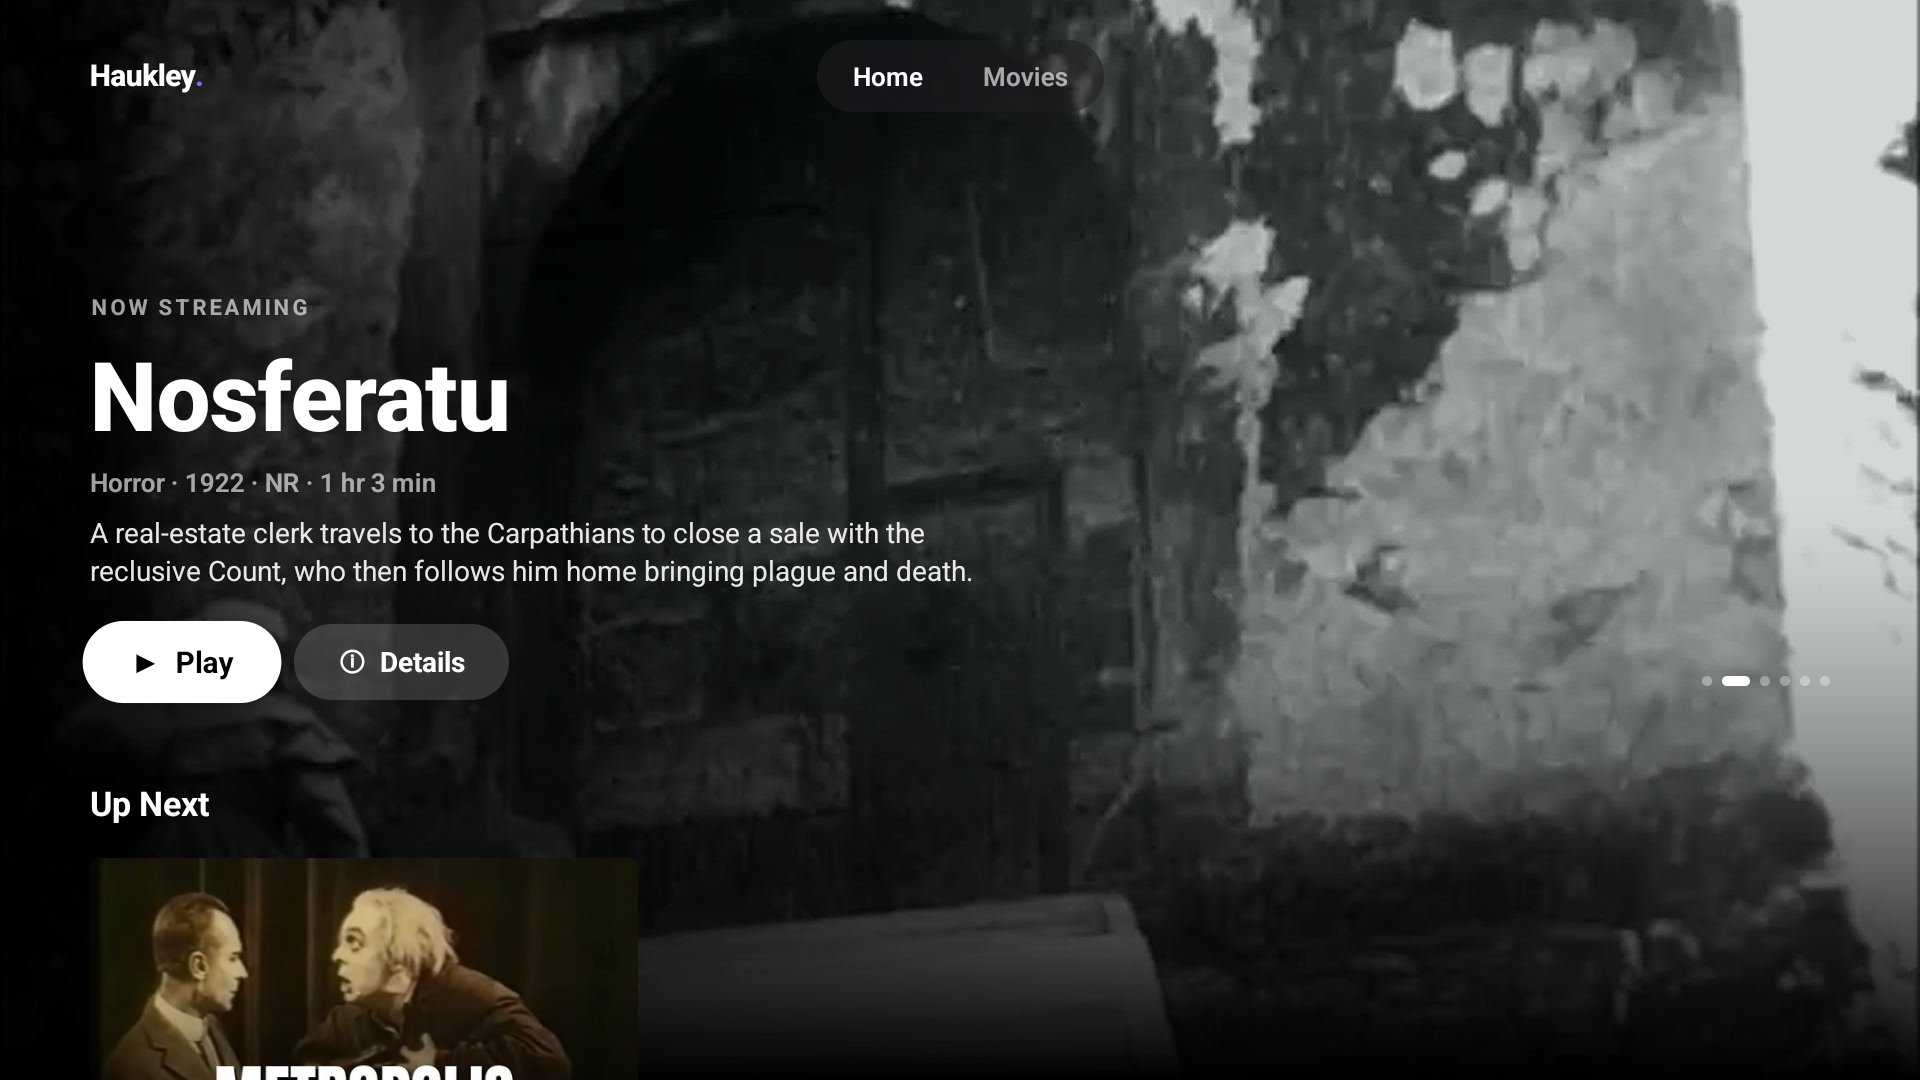 Haukley.
Home
Movies
NOW STREAMING
Nosferatu
Horror · 1922 · NR · 1 hr 3 min
A real-estate clerk travels to the Carpathians to close a sale with the
reclusive Count, who then follows him home bringing plague and death.
Play
Details
Up Next
METROPOLIS